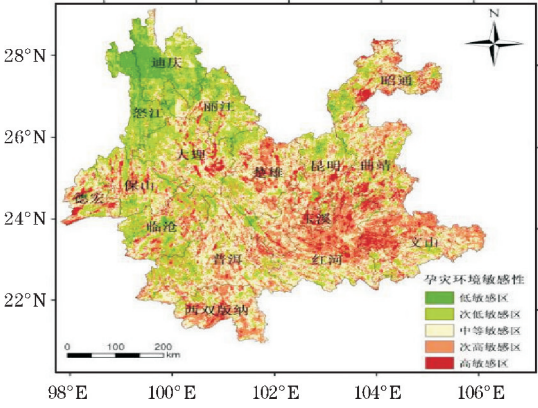 N
28°N
26°N
24°N
22°N
迪庆
昭通
丽江
怒江
大理
楚雄
昆明
曲靖
保山
德宏
玉溪
临沧
文山
普洱
红河
西双版纳
孕灾环境敏感性
低敏感区
次低敏感区
中等敏感区
次高敏感区
高敏感区
0 100 200
km
98°E 100°E 102°E 104°E 106°E